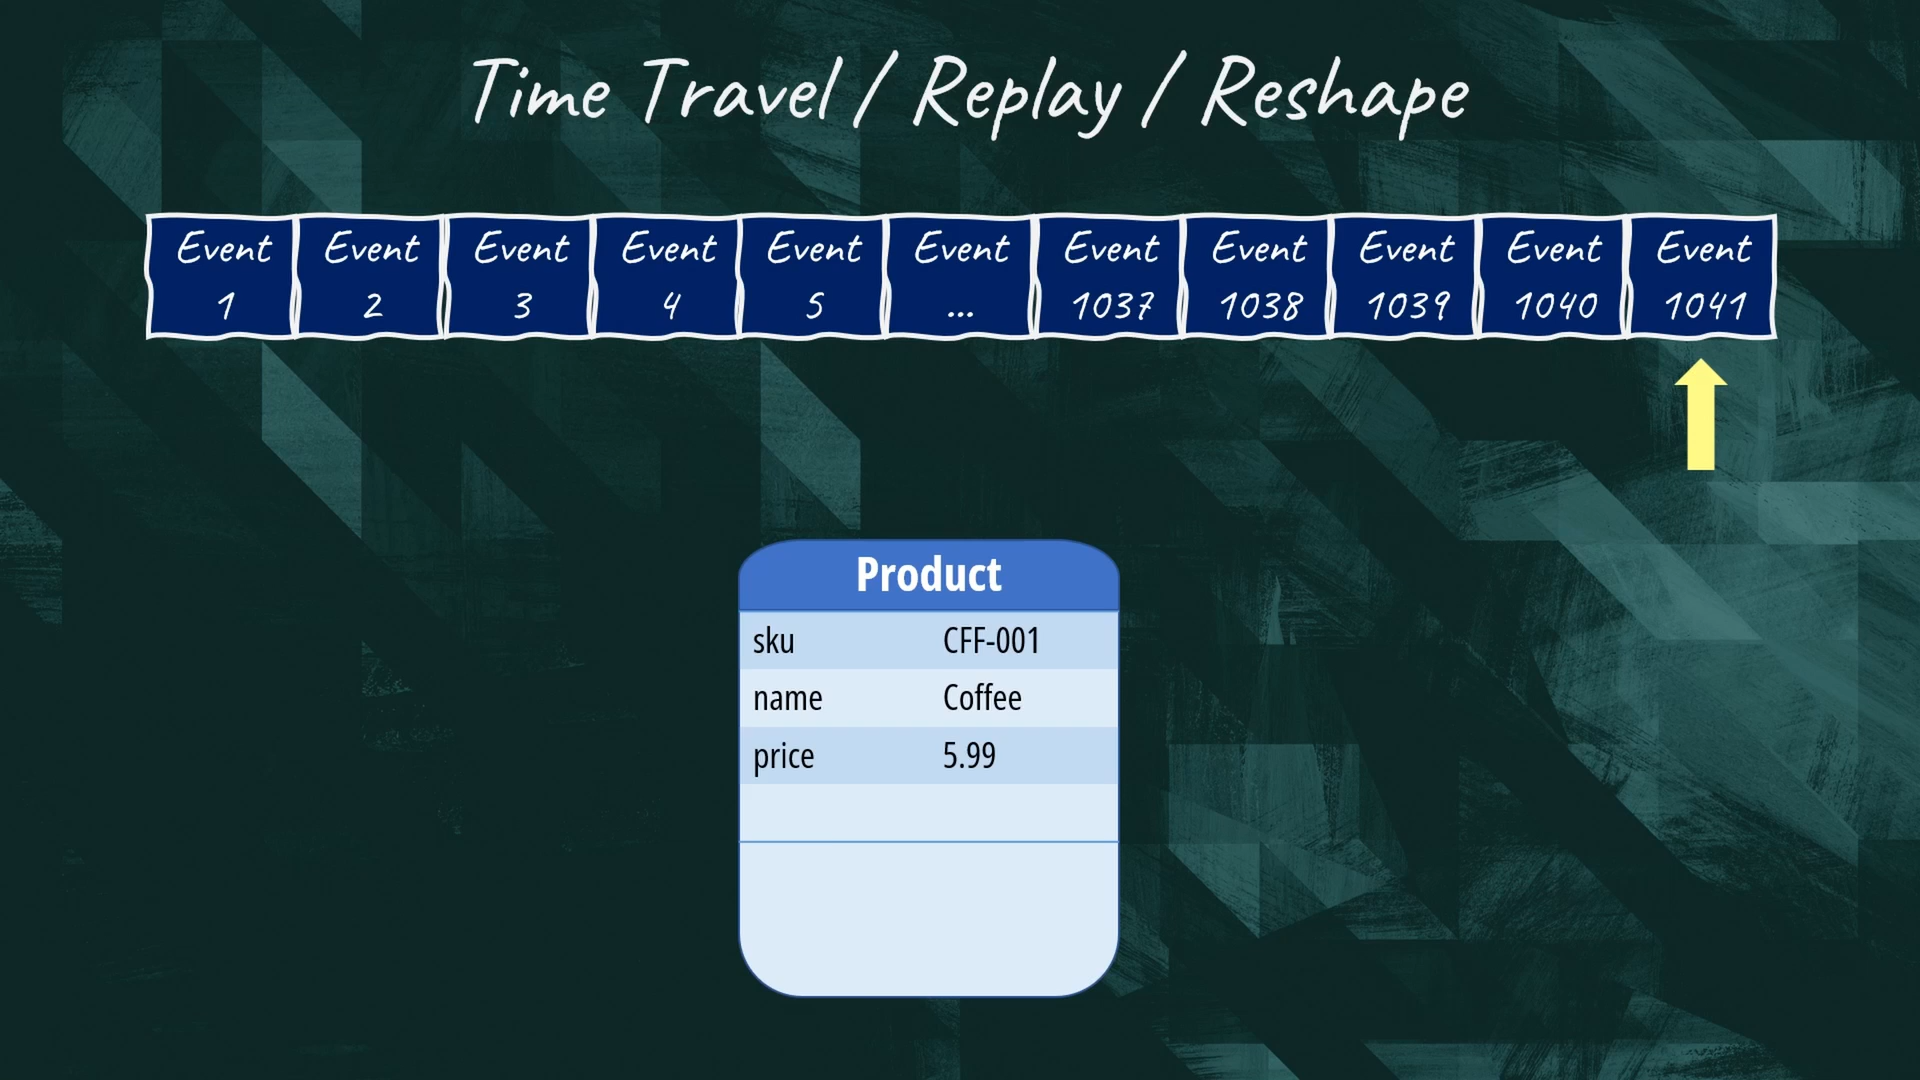 Time Travel / Replay / Reshape
Event 1
Event 2
Event 3
Event 4
Event 5
Event ...
Event 1037
Event 1038
Event 1039
Event 1040
Event 1041
Product
sku CFF-001
name Coffee
price 5.99